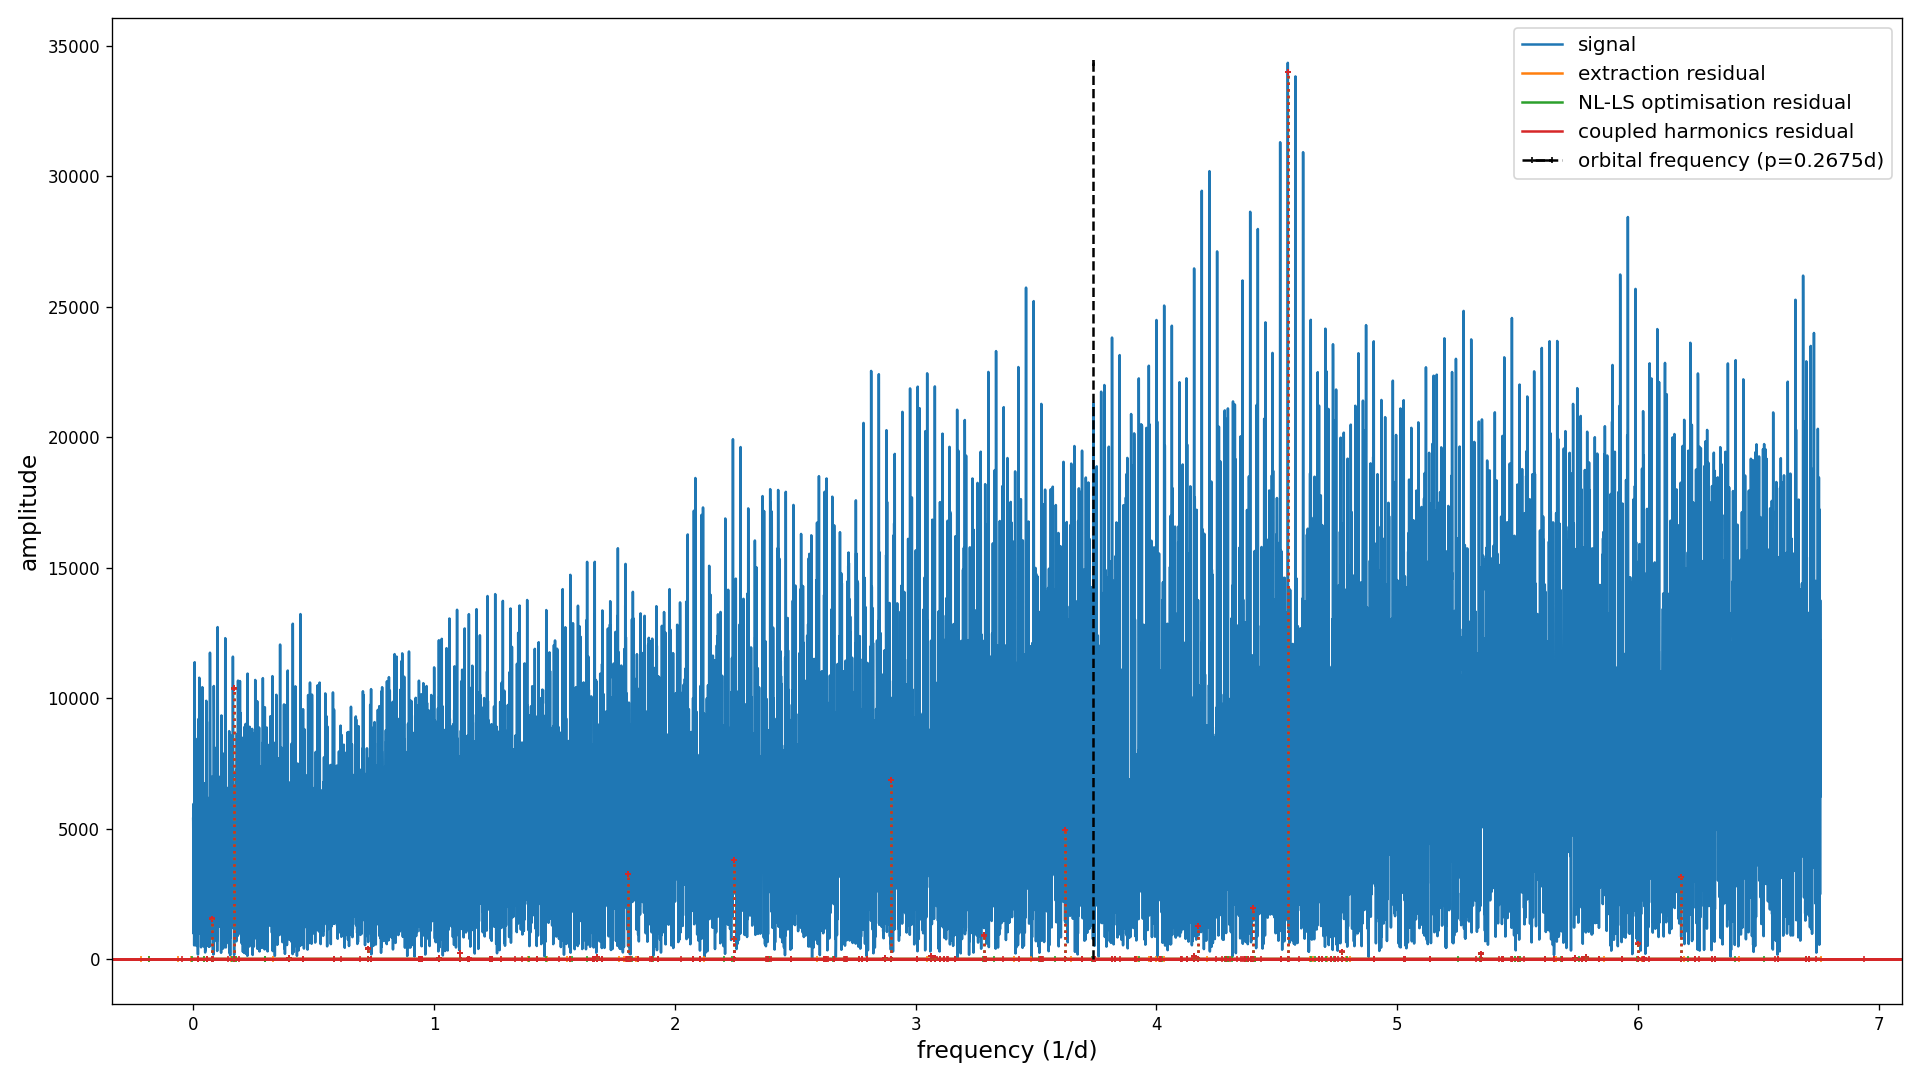 35000
30000
25000
20000
15000
10000
5000
0
amplitude
0 1 2 3 4 5 6 7
frequency (1/d)
signal
extraction residual
NL-LS optimisation residual
coupled harmonics residual
orbital frequency (p=0.2675d)